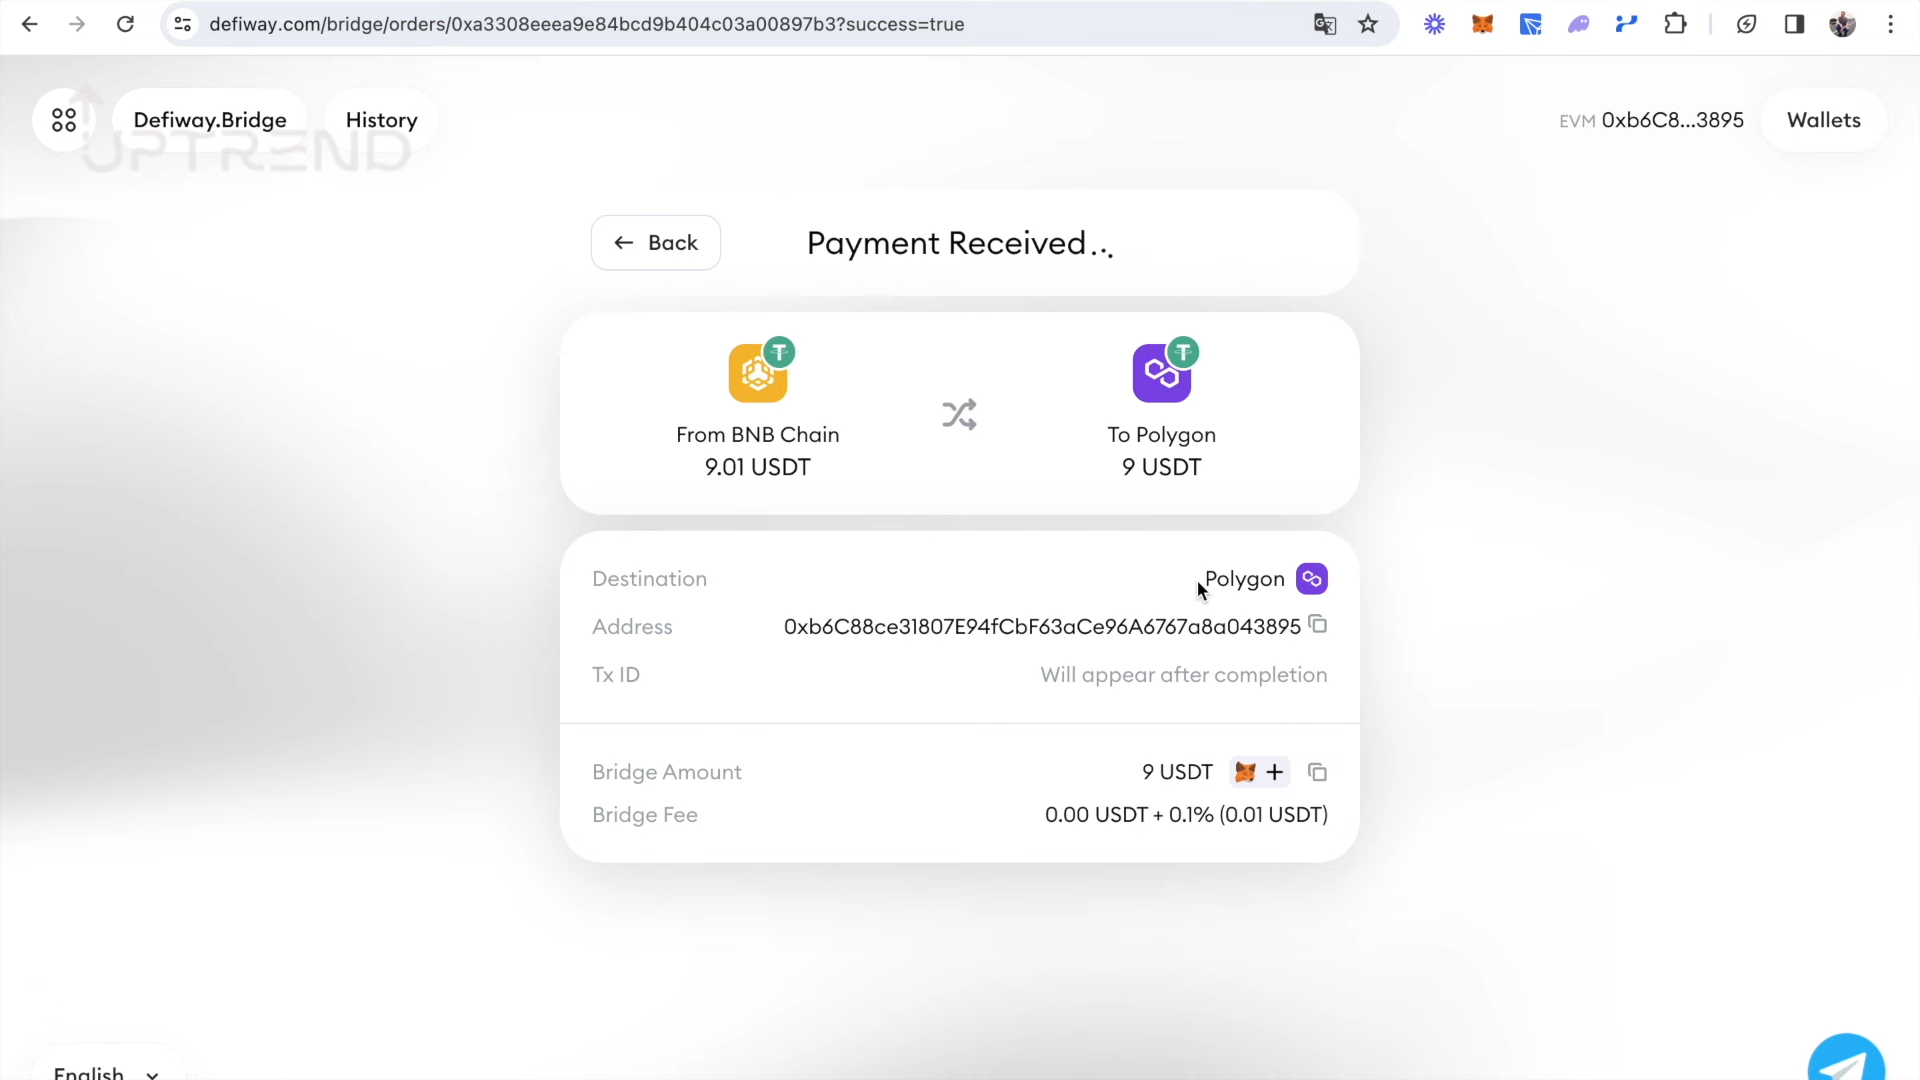 defiway.com/bridge/orders/0xa3308eeea9e84bcd9b404c03a00897b3?success=true
Defiway.Bridge
History
EVM 0xb6C8...3895
Wallets
UPTREND
← Back
Payment Received...
From BNB Chain
9.01 USDT
To Polygon
9 USDT
Destination
Polygon
Address
0xb6C88ce31807E94fCbF63aCe96A6767a8a043895
Tx ID
Will appear after completion
Bridge Amount
9 USDT
Bridge Fee
0.00 USDT + 0.1% (0.01 USDT)
English